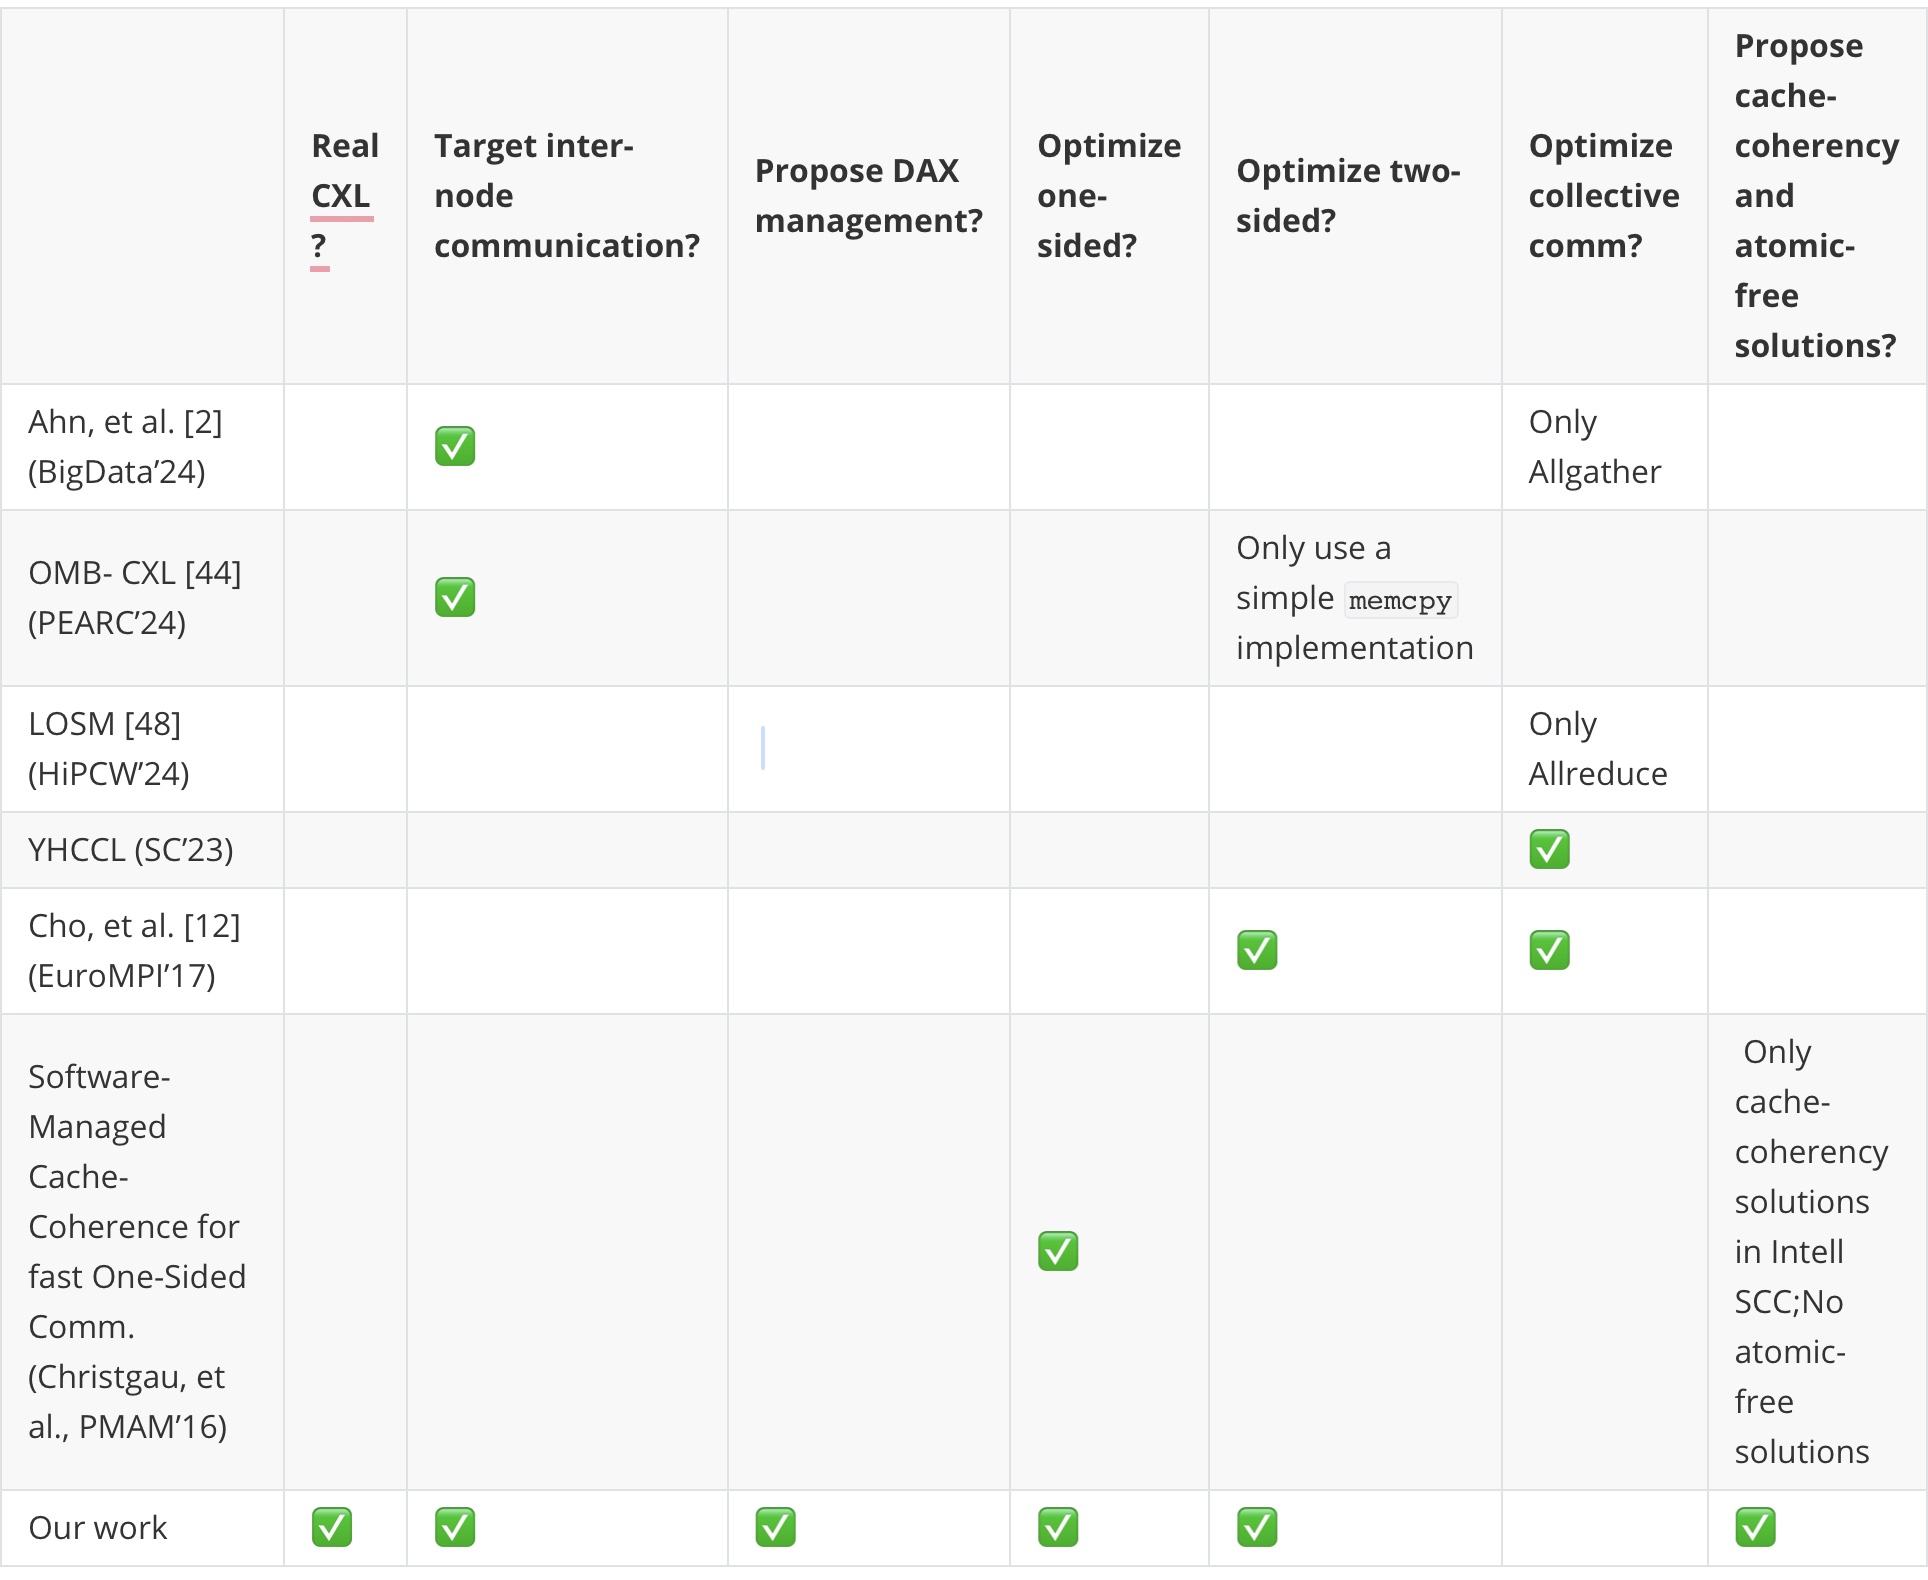 Real
CXL
?
Target inter-
node
communication?
Propose DAX
management?
Optimize
one-
sided?
Optimize two-
sided?
Optimize
collective
comm?
Propose
cache-
coherency
and
atomic-
free
solutions?
Ahn, et al. [2]
(BigData’24)
✅
Only
Allgather
OMB- CXL [44]
(PEARC’24)
✅
Only use a
simple memcpy
implementation
LOSM [48]
(HiPCW’24)
Only
Allreduce
YHCCL (SC’23)
✅
Cho, et al. [12]
(EuroMPI’17)
✅
✅
Software-
Managed
Cache-
Coherence for
fast One-Sided
Comm.
(Christgau, et
al., PMAM’16)
✅
Only
cache-
coherency
solutions
in Intell
SCC;No
atomic-
free
solutions
Our work
✅
✅
✅
✅
✅
✅